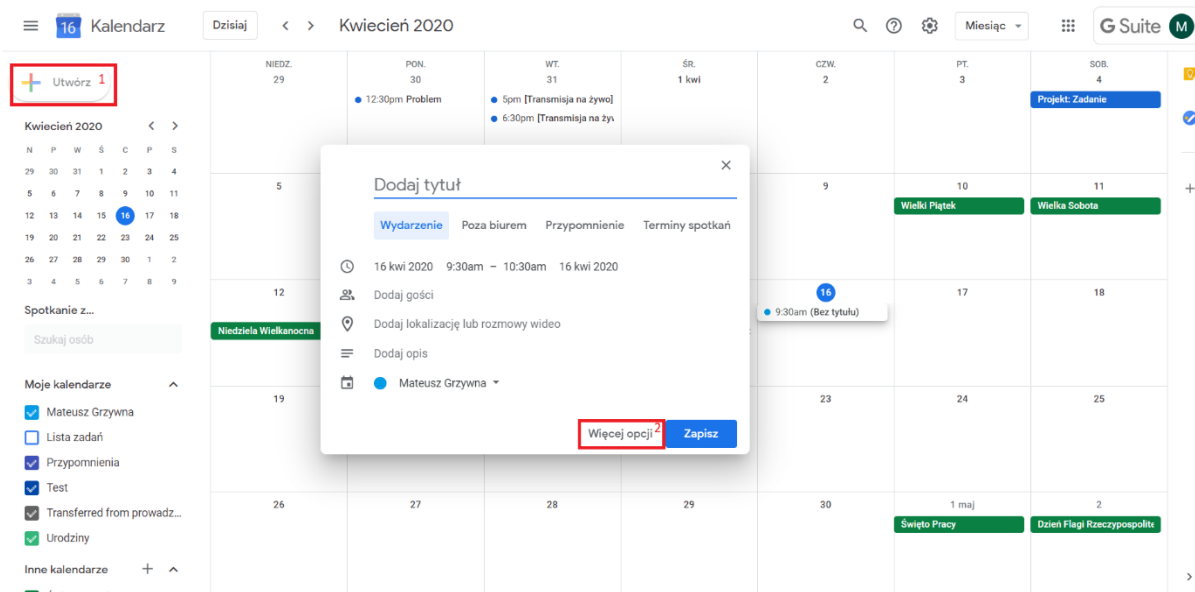 16 Kalendarz Dzisiaj Kwiecień 2020 Miesiąc G Suite M
Utwórz 1
Kwiecień 2020
N P W Ś C P S
29 30 31 1 2 3 4
5 6 7 8 9 10 11
12 13 14 15 16 17 18
19 20 21 22 23 24 25
26 27 28 29 30 1 2
3 4 5 6 7 8 9
Spotkanie z...
Szukaj osób
Moje kalendarze
Mateusz Grzywna
Lista zadań
Przypomnienia
Test
Transferred from prowadz...
Urodziny
Inne kalendarze
NIEDZ. PON. WT. ŚR. CZW. PT. SOB.
29 30 31 1 kwi 2 3 4
12:30pm Problem 5pm [Transmisja na żywo] Projekt: Zadanie
6:30pm [Transmisja na żyw
5 9 10 11
Wielki Piątek Wielka Sobota
12 16 17 18
9:30am (Bez tytułu)
Niedziela Wielkanocna
19 23 24 25
26 27 28 29 30 1 maj 2
Święto Pracy Dzień Flagi Rzeczypospolite
Dodaj tytuł
Wydarzenie Poza biurem Przypomnienie Terminy spotkań
16 kwi 2020 9:30am – 10:30am 16 kwi 2020
Dodaj gości
Dodaj lokalizację lub rozmowy wideo
Dodaj opis
Mateusz Grzywna
Więcej opcji 2 Zapisz